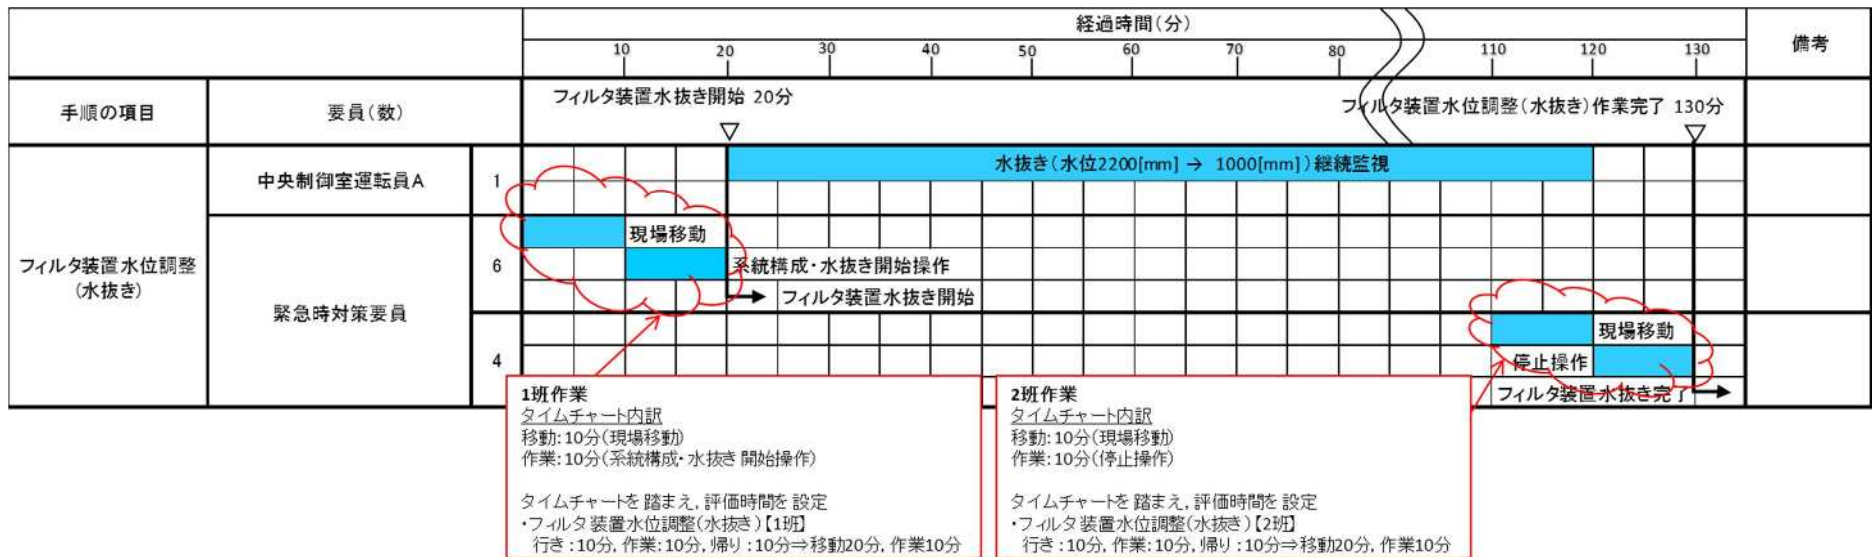 経過時間(分)
備考
10 20 30 40 50 60 70 80 110 120 130
手順の項目
要員(数)
フィルタ装置水抜き開始 20分
フィルタ装置水位調整(水抜き)作業完了 130分
フィルタ装置水位調整
(水抜き)
中央制御室運転員A
1
水抜き(水位2200[mm] → 1000[mm])継続監視
緊急時対策要員
6
現場移動
系統構成・水抜き開始操作
フィルタ装置水抜き開始
4
現場移動
停止操作
フィルタ装置水抜き完了
1班作業
タイムチャート内訳
移動:10分(現場移動)
作業:10分(系統構成・水抜き開始操作)
タイムチャートを踏まえ,評価時間を設定
・フィルタ装置水位調整(水抜き)【1班】
行き:10分,作業:10分,帰り:10分⇒移動20分,作業10分
2班作業
タイムチャート内訳
移動:10分(現場移動)
作業:10分(停止操作)
タイムチャートを踏まえ,評価時間を設定
・フィルタ装置水位調整(水抜き)【2班】
行き:10分,作業:10分,帰り:10分⇒移動20分,作業10分